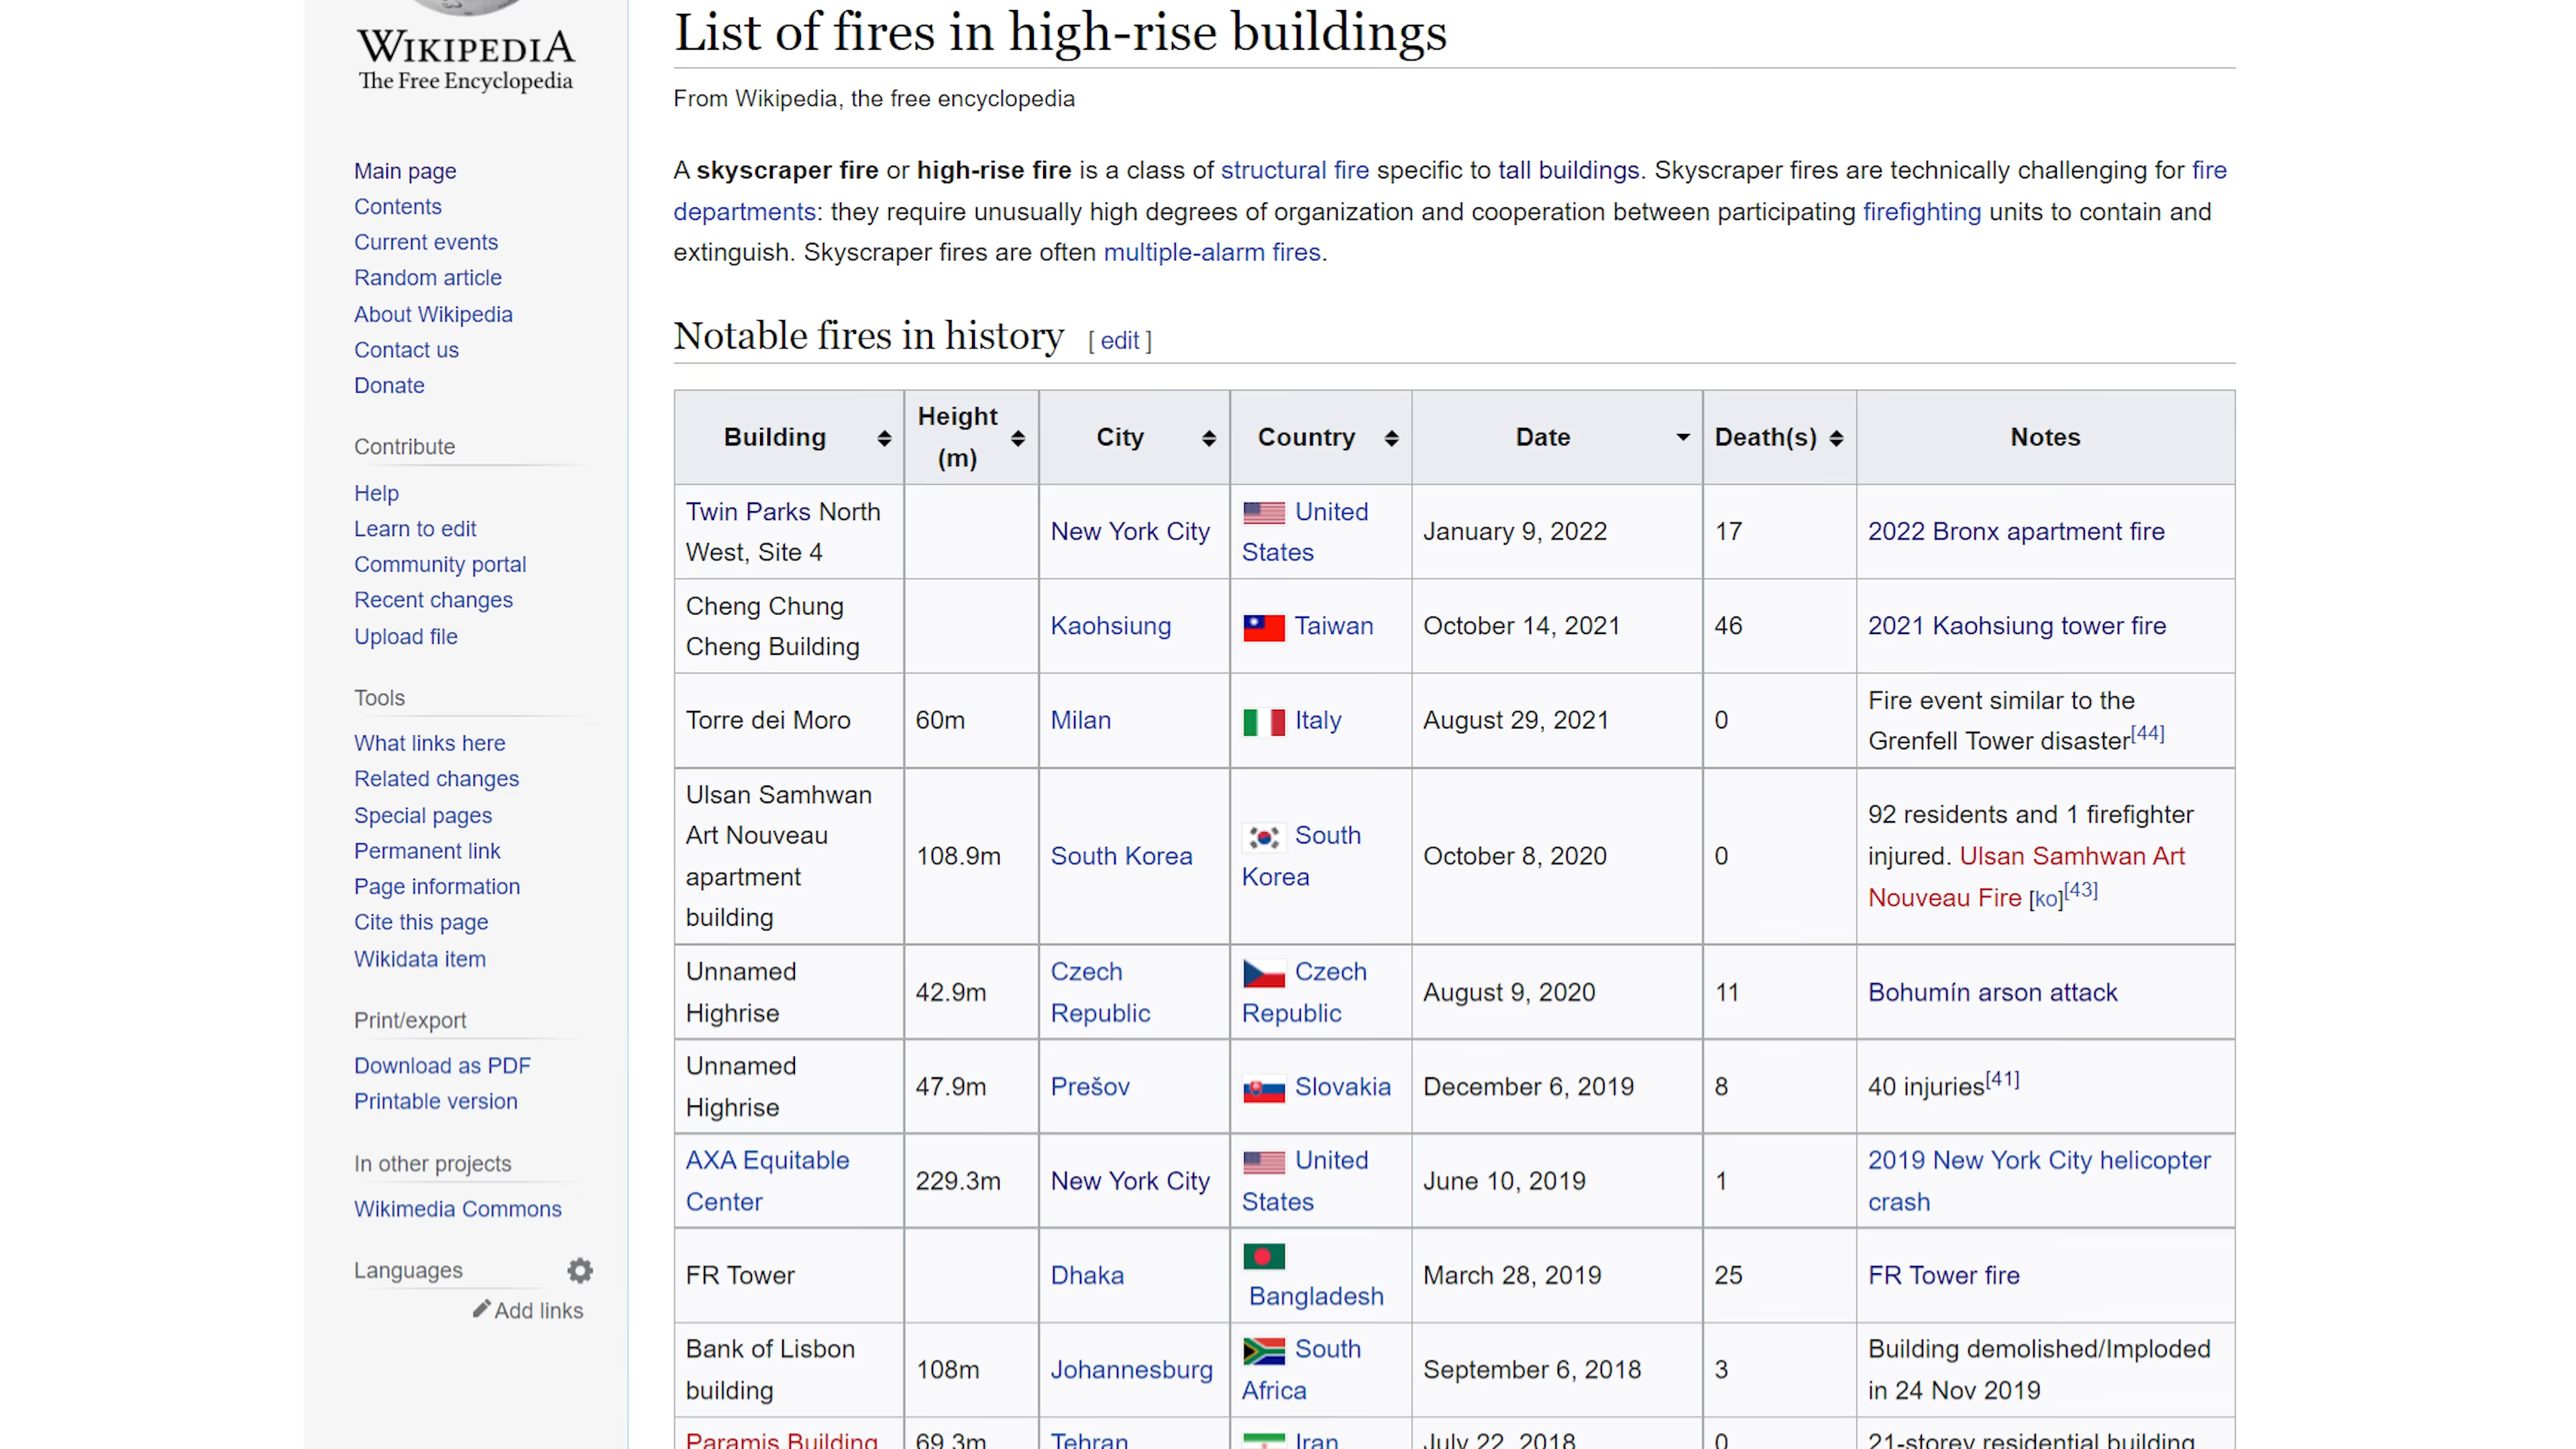 WIKIPEDIA
The Free Encyclopedia
Main page
Contents
Current events
Random article
About Wikipedia
Contact us
Donate
Contribute
Help
Learn to edit
Community portal
Recent changes
Upload file
Tools
What links here
Related changes
Special pages
Permanent link
Page information
Cite this page
Wikidata item
Print/export
Download as PDF
Printable version
In other projects
Wikimedia Commons
Languages
Add links
List of fires in high-rise buildings
From Wikipedia, the free encyclopedia
A skyscraper fire or high-rise fire is a class of structural fire specific to tall buildings. Skyscraper fires are technically challenging for fire
departments: they require unusually high degrees of organization and cooperation between participating firefighting units to contain and
extinguish. Skyscraper fires are often multiple-alarm fires.
Notable fires in history [ edit ]
Building Height (m) City Country Date Death(s) Notes
Twin Parks North West, Site 4 New York City United States January 9, 2022 17 2022 Bronx apartment fire
Cheng Chung Cheng Building Kaohsiung Taiwan October 14, 2021 46 2021 Kaohsiung tower fire
Torre dei Moro 60m Milan Italy August 29, 2021 0 Fire event similar to the Grenfell Tower disaster[44]
Ulsan Samhwan Art Nouveau apartment building 108.9m South Korea South Korea October 8, 2020 0 92 residents and 1 firefighter injured. Ulsan Samhwan Art Nouveau Fire [ko][43]
Unnamed Highrise 42.9m Czech Republic Czech Republic August 9, 2020 11 Bohumín arson attack
Unnamed Highrise 47.9m Prešov Slovakia December 6, 2019 8 40 injuries[41]
AXA Equitable Center 229.3m New York City United States June 10, 2019 1 2019 New York City helicopter crash
FR Tower Dhaka Bangladesh March 28, 2019 25 FR Tower fire
Bank of Lisbon building 108m Johannesburg South Africa September 6, 2018 3 Building demolished/Imploded in 24 Nov 2019
Paramis Building 69.3m Tehran Iran July 22, 2018 0 21-storey residential building